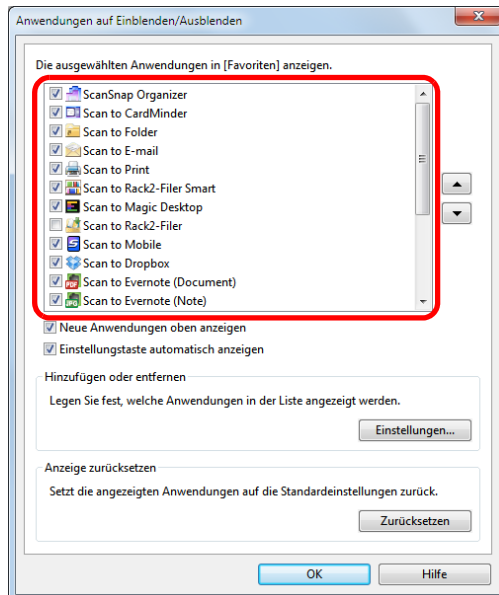 Anwendungen auf Einblenden/Ausblenden
Die ausgewählten Anwendungen in [Favoriten] anzeigen.
ScanSnap Organizer
Scan to CardMinder
Scan to Folder
Scan to E-mail
Scan to Print
Scan to Rack2-Filer Smart
Scan to Magic Desktop
Scan to Rack2-Filer
Scan to Mobile
Scan to Dropbox
Scan to Evernote (Document)
Scan to Evernote (Note)
Neue Anwendungen oben anzeigen
Einstellungstaste automatisch anzeigen
Hinzufügen oder entfernen
Legen Sie fest, welche Anwendungen in der Liste angezeigt werden.
Einstellungen...
Anzeige zurücksetzen
Setzt die angezeigten Anwendungen auf die Standardeinstellungen zurück.
Zurücksetzen
OK
Hilfe